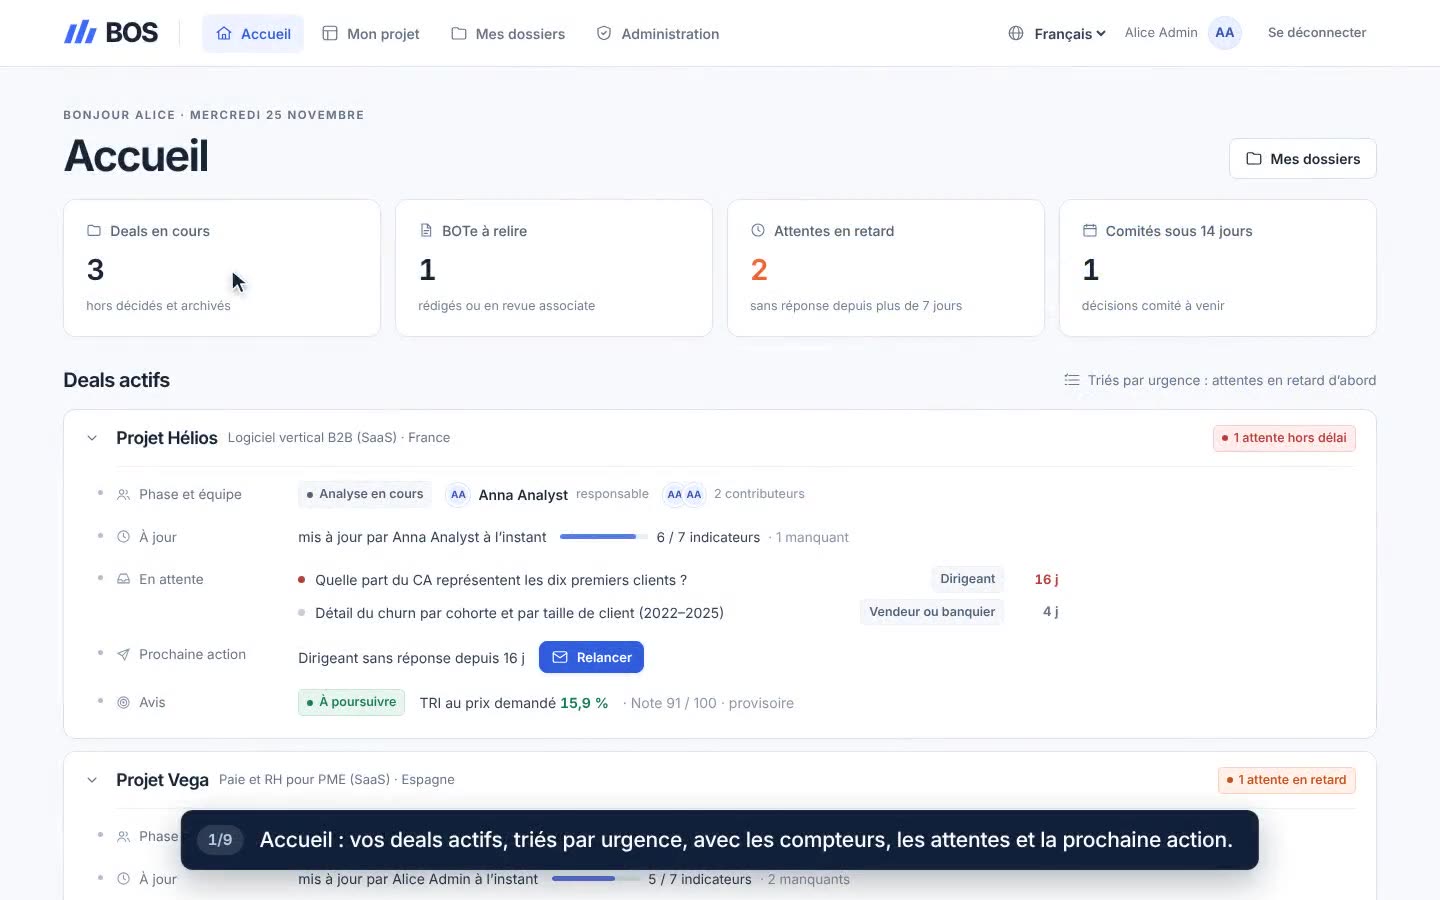 BOS Accueil Mon projet Mes dossiers Administration Français Alice Admin AA Se déconnecter
BONJOUR ALICE · MERCREDI 25 NOVEMBRE
Accueil
Mes dossiers
Deals en cours
3
hors décidés et archivés
BOTe à relire
1
rédigés ou en revue associate
Attentes en retard
2
sans réponse depuis plus de 7 jours
Comités sous 14 jours
1
décisions comité à venir
Deals actifs
Triés par urgence : attentes en retard d’abord
Projet Hélios Logiciel vertical B2B (SaaS) · France 1 attente hors délai
Phase et équipe Analyse en cours AA Anna Analyst responsable AA AA 2 contributeurs
À jour mis à jour par Anna Analyst à l’instant 6 / 7 indicateurs · 1 manquant
En attente Quelle part du CA représentent les dix premiers clients ? Dirigeant 16 j
Détail du churn par cohorte et par taille de client (2022–2025) Vendeur ou banquier 4 j
Prochaine action Dirigeant sans réponse depuis 16 j Relancer
Avis À poursuivre TRI au prix demandé 15,9 % · Note 91 / 100 · provisoire
Projet Vega Paie et RH pour PME (SaaS) · Espagne 1 attente en retard
Phase
1/9 Accueil : vos deals actifs, triés par urgence, avec les compteurs, les attentes et la prochaine action.
À jour mis à jour par Alice Admin à l’instant 5 / 7 indicateurs · 2 manquants